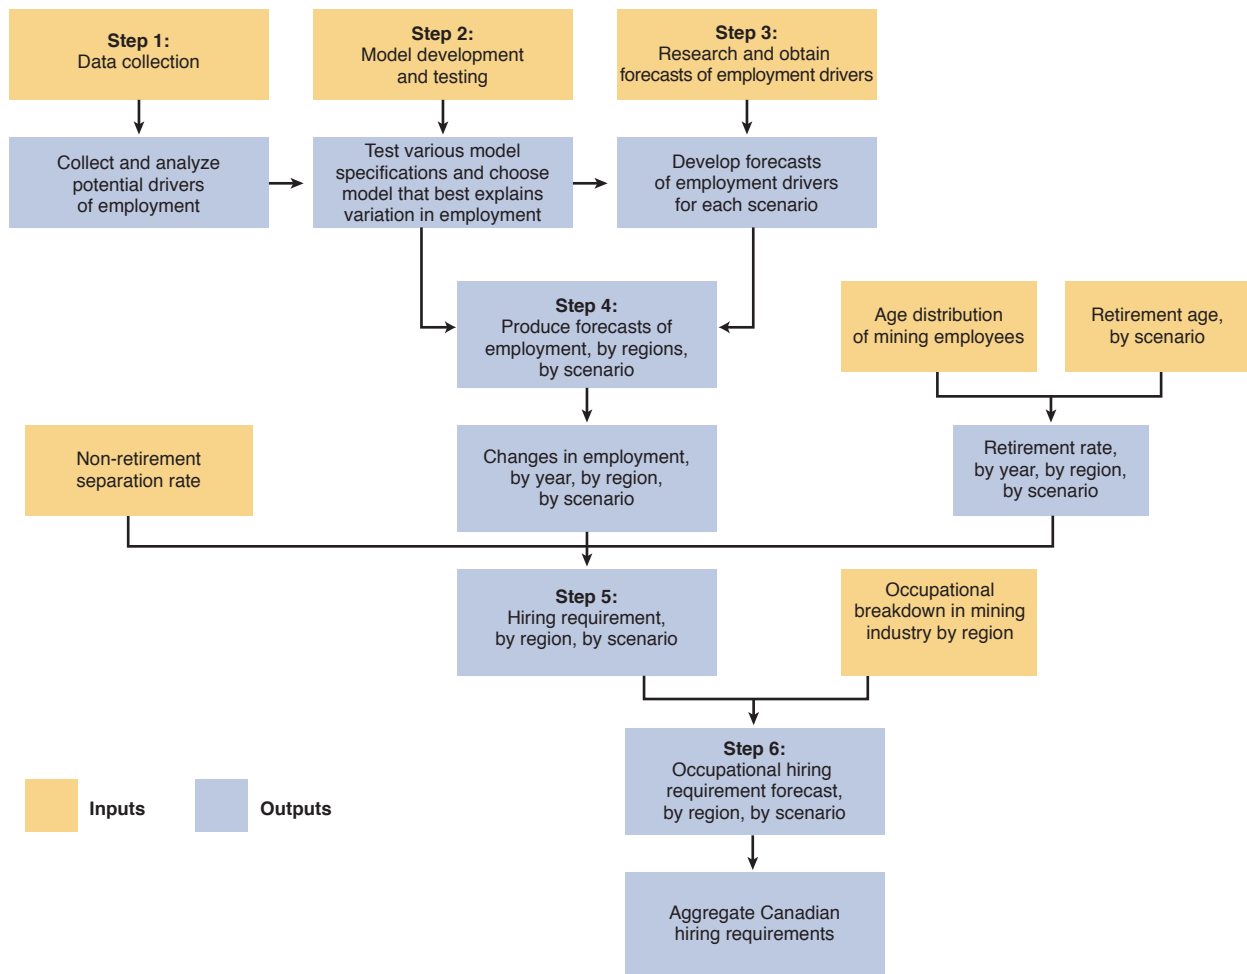 Step 1:
Data collection
Step 2:
Model development
and testing
Step 3:
Research and obtain
forecasts of employment drivers
Collect and analyze
potential drivers
of employment
Test various model
specifications and choose
model that best explains
variation in employment
Develop forecasts
of employment drivers
for each scenario
Step 4:
Produce forecasts of
employment, by regions,
by scenario
Age distribution
of mining employees
Retirement age,
by scenario
Non-retirement
separation rate
Changes in employment,
by year, by region,
by scenario
Retirement rate,
by year, by region,
by scenario
Step 5:
Hiring requirement,
by region, by scenario
Occupational
breakdown in mining
industry by region
Step 6:
Occupational hiring
requirement forecast,
by region, by scenario
Inputs
Outputs
Aggregate Canadian
hiring requirements